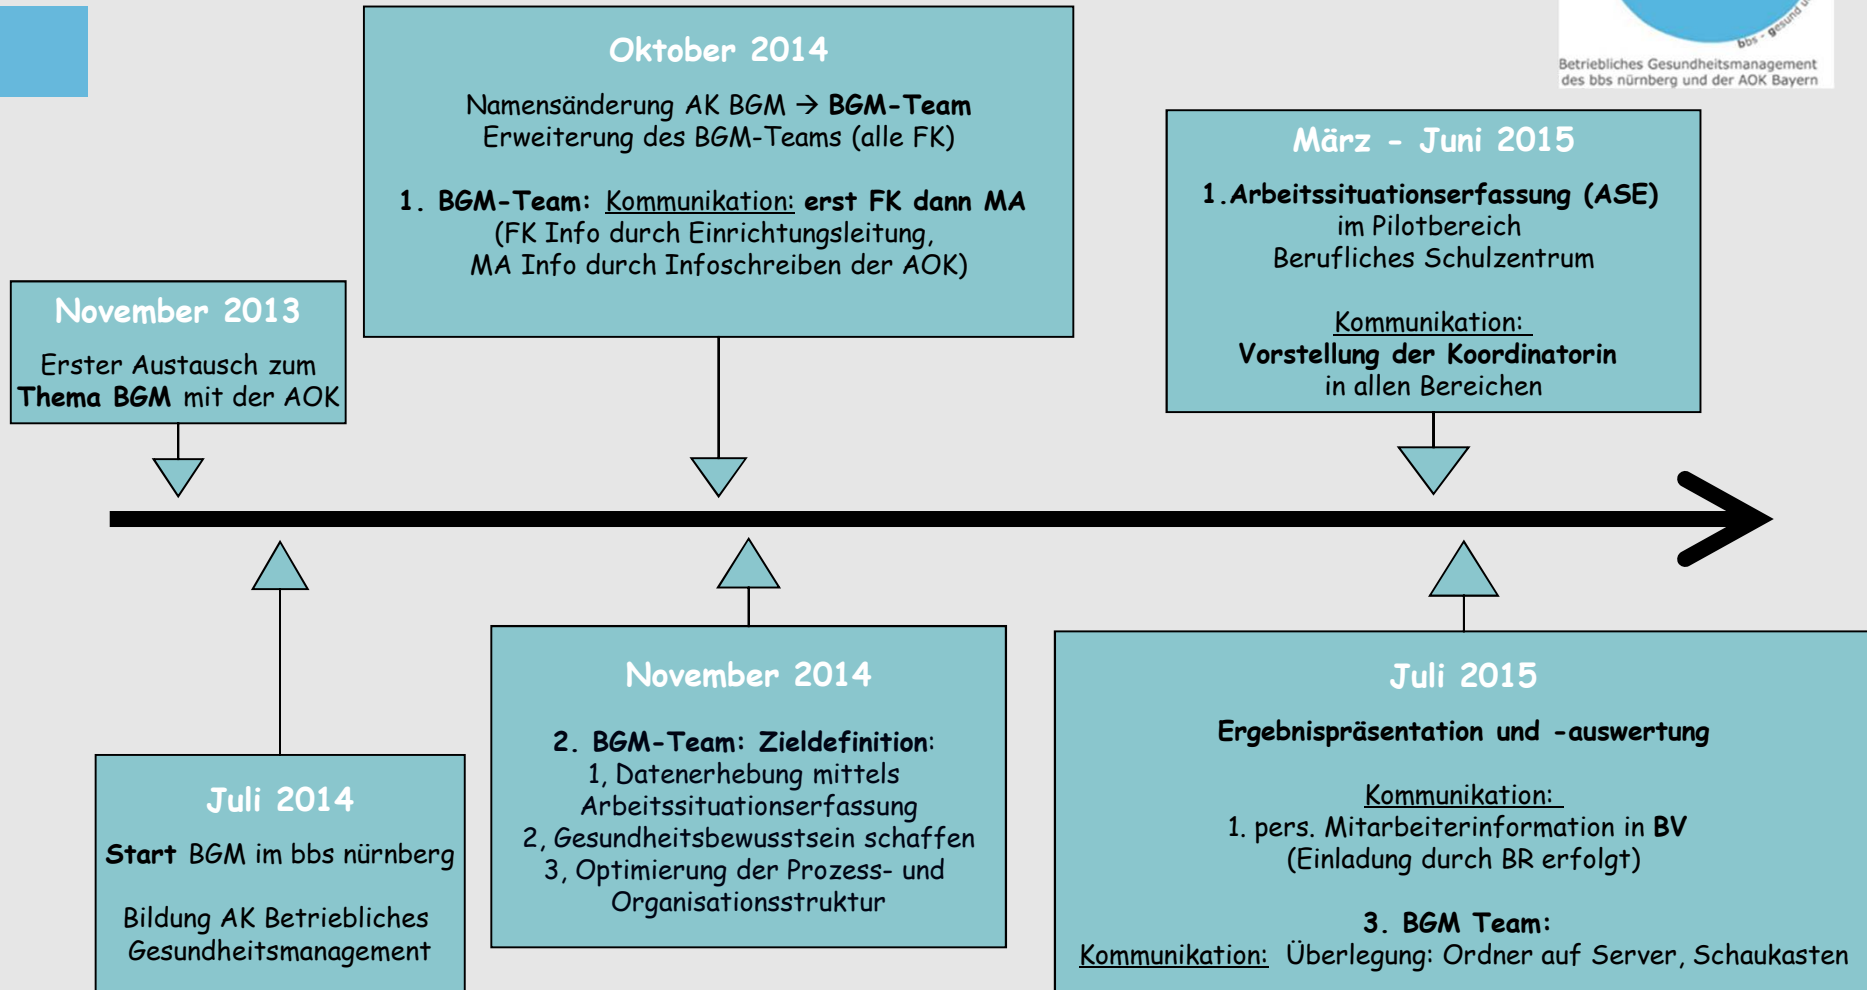 bbs - gesund u
Betriebliches Gesundheitsmanagement
des bbs nürnberg und der AOK Bayern
November 2013
Erster Austausch zum
Thema BGM mit der AOK
Juli 2014
Start BGM im bbs nürnberg
Bildung AK Betriebliches
Gesundheitsmanagement
Oktober 2014
Namensänderung AK BGM → BGM-Team
Erweiterung des BGM-Teams (alle FK)
1. BGM-Team: Kommunikation: erst FK dann MA
(FK Info durch Einrichtungsleitung,
MA Info durch Infoschreiben der AOK)
November 2014
2. BGM-Team: Zieldefinition:
1, Datenerhebung mittels
Arbeitssituationserfassung
2, Gesundheitsbewusstsein schaffen
3, Optimierung der Prozess- und
Organisationsstruktur
März - Juni 2015
1.Arbeitssituationserfassung (ASE)
im Pilotbereich
Berufliches Schulzentrum
Kommunikation:
Vorstellung der Koordinatorin
in allen Bereichen
Juli 2015
Ergebnispräsentation und -auswertung
Kommunikation:
1. pers. Mitarbeiterinformation in BV
(Einladung durch BR erfolgt)
3. BGM Team:
Kommunikation: Überlegung: Ordner auf Server, Schaukasten